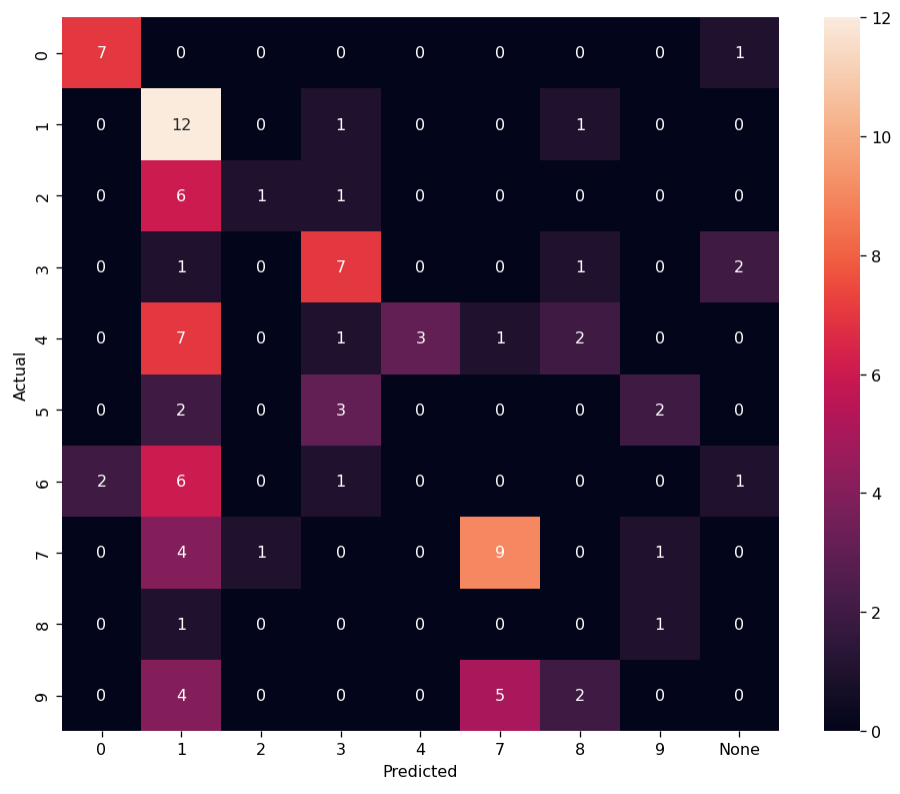 0 7 0 0 0 0 0 0 0 1
1 0 12 0 1 0 0 1 0 0
2 0 6 1 1 0 0 0 0 0
3 0 1 0 7 0 0 1 0 2
4 0 7 0 1 3 1 2 0 0
Actual
5 0 2 0 3 0 0 0 2 0
6 2 6 0 1 0 0 0 0 1
7 0 4 1 0 0 9 0 1 0
8 0 1 0 0 0 0 0 1 0
9 0 4 0 0 0 5 2 0 0
0 1 2 3 4 7 8 9 None
Predicted
12
10
8
6
4
2
0